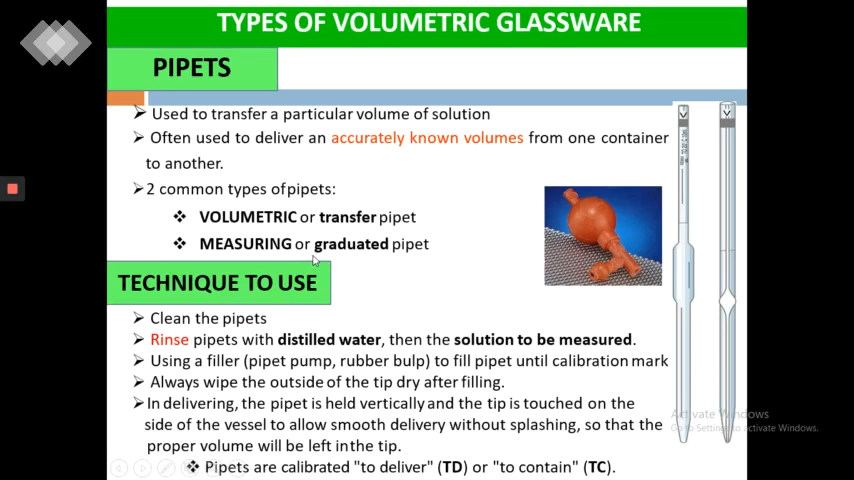 TYPES OF VOLUMETRIC GLASSWARE
PIPETS
➢ Used to transfer a particular volume of solution
➢ Often used to deliver an accurately known volumes from one container
to another.
➢ 2 common types of pipets:
❖ VOLUMETRIC or transfer pipet
❖ MEASURING or graduated pipet
TECHNIQUE TO USE
➢ Clean the pipets
➢ Rinse pipets with distilled water, then the solution to be measured.
➢ Using a filler (pipet pump, rubber bulp) to fill pipet until calibration mark
➢ Always wipe the outside of the tip dry after filling.
➢ In delivering, the pipet is held vertically and the tip is touched on the
side of the vessel to allow smooth delivery without splashing, so that the
proper volume will be left in the tip.
❖ Pipets are calibrated "to deliver" (TD) or "to contain" (TC).
Activate Windows
Go to Settings to activate Windows.